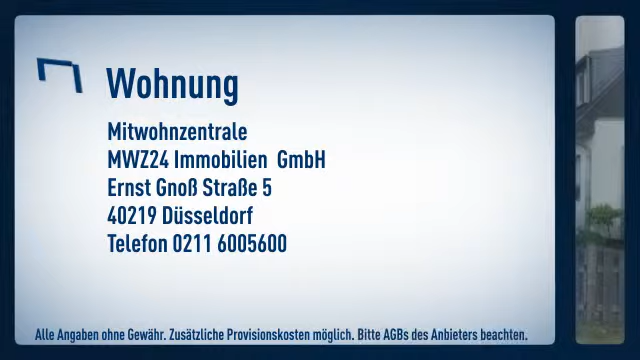 Wohnung
Mitwohnzentrale
MWZ24 Immobilien  GmbH
Ernst Gnoß Straße 5
40219 Düsseldorf
Telefon 0211 6005600
Alle Angaben ohne Gewähr. Zusätzliche Provisionskosten möglich. Bitte AGBs des Anbieters beachten.